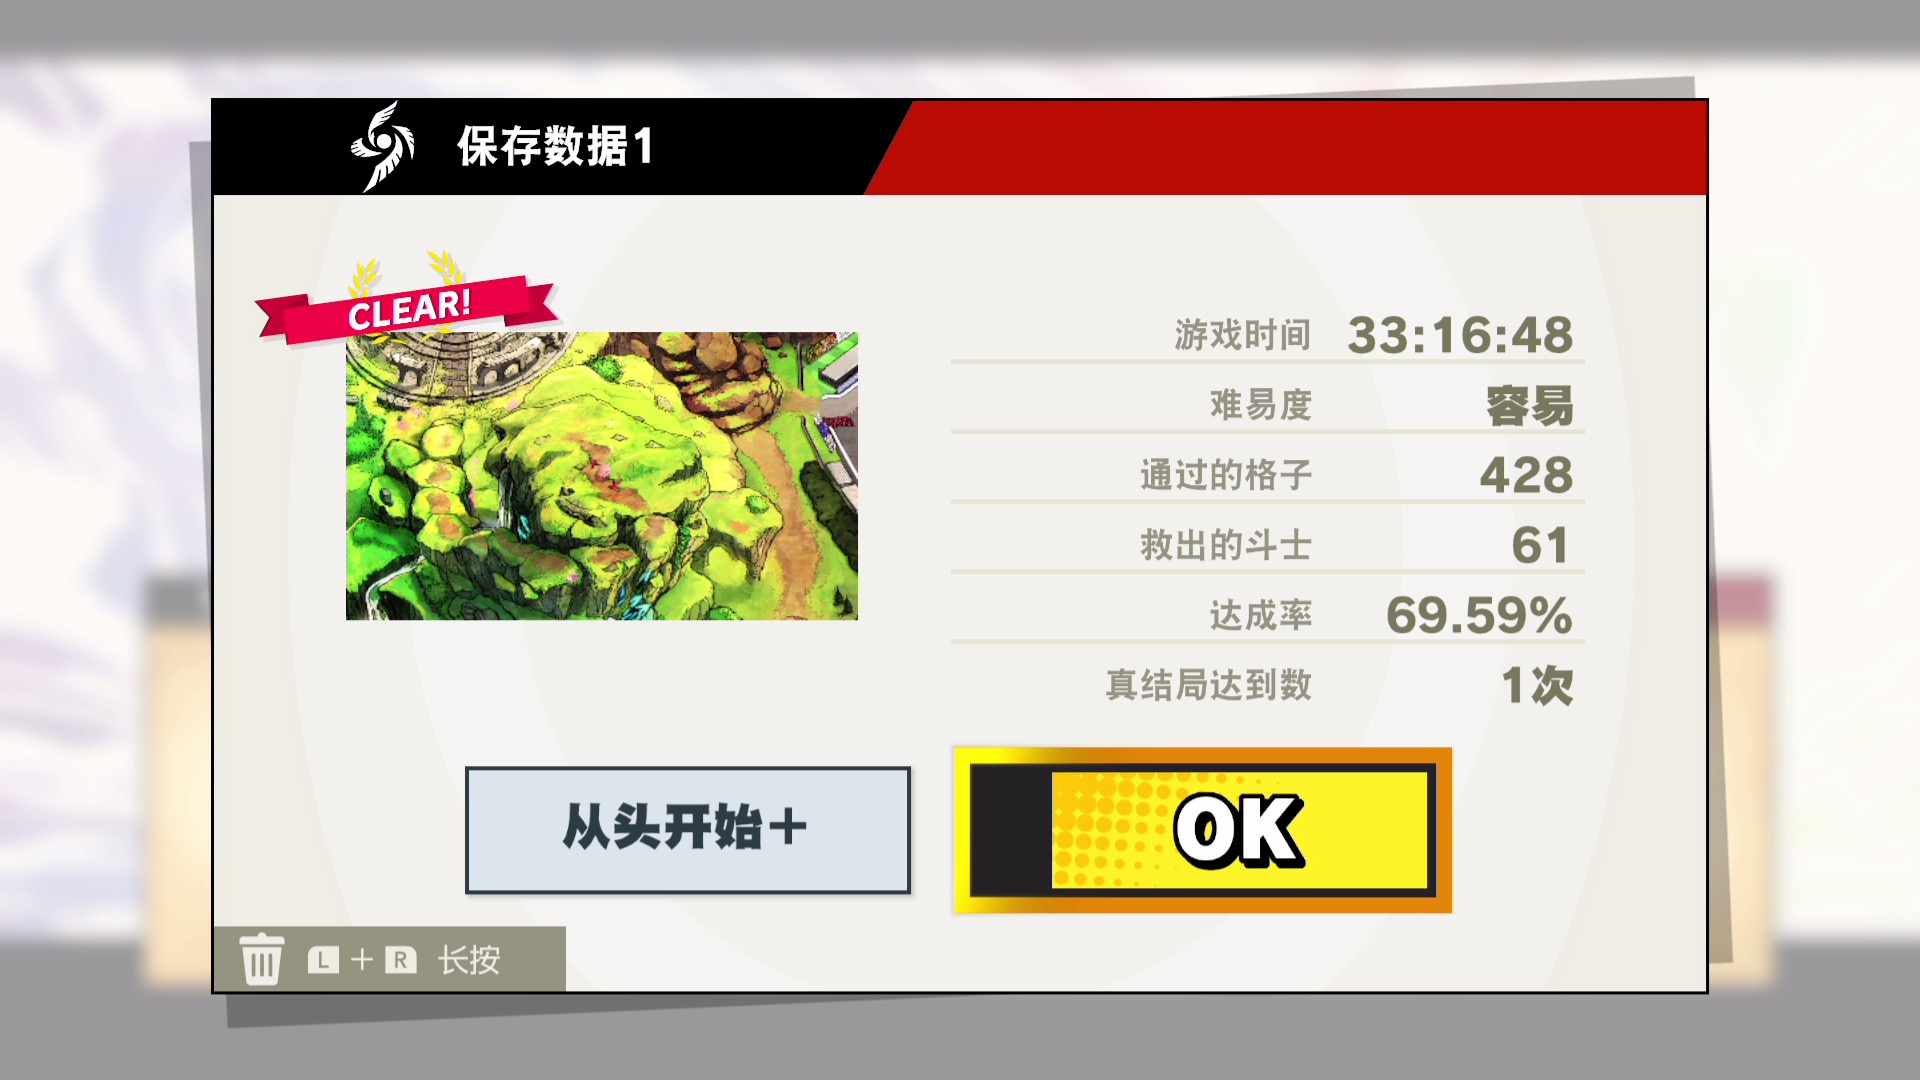 保存数据1
CLEAR!
游戏时间 33:16:48
难易度 容易
通过的格子 428
救出的斗士 61
达成率 69.59%
真结局达到数 1次
从头开始＋
OK
L + R 长按